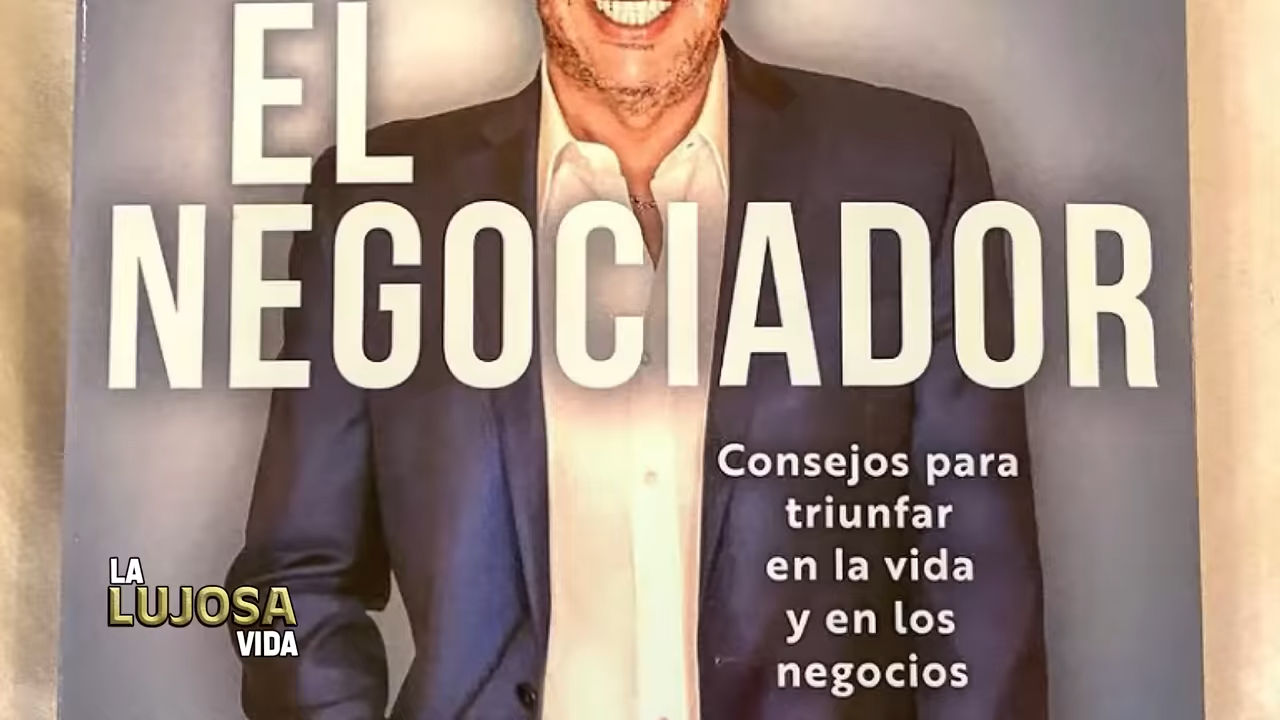 EL
NEGOCIADOR
Consejos para
triunfar
en la vida
y en los
negocios
LA
LUJOSA
VIDA